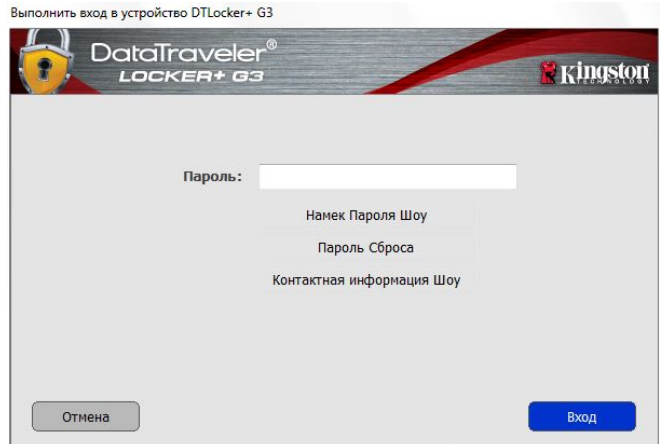 Выполнить вход в устройство DTLocker+ G3
DataTraveler®
LOCKER+ G3
Kingston
TECHNOLOGY
Пароль:
Намек Пароля Шоу
Пароль Сброса
Контактная информация Шоу
Отмена
Вход